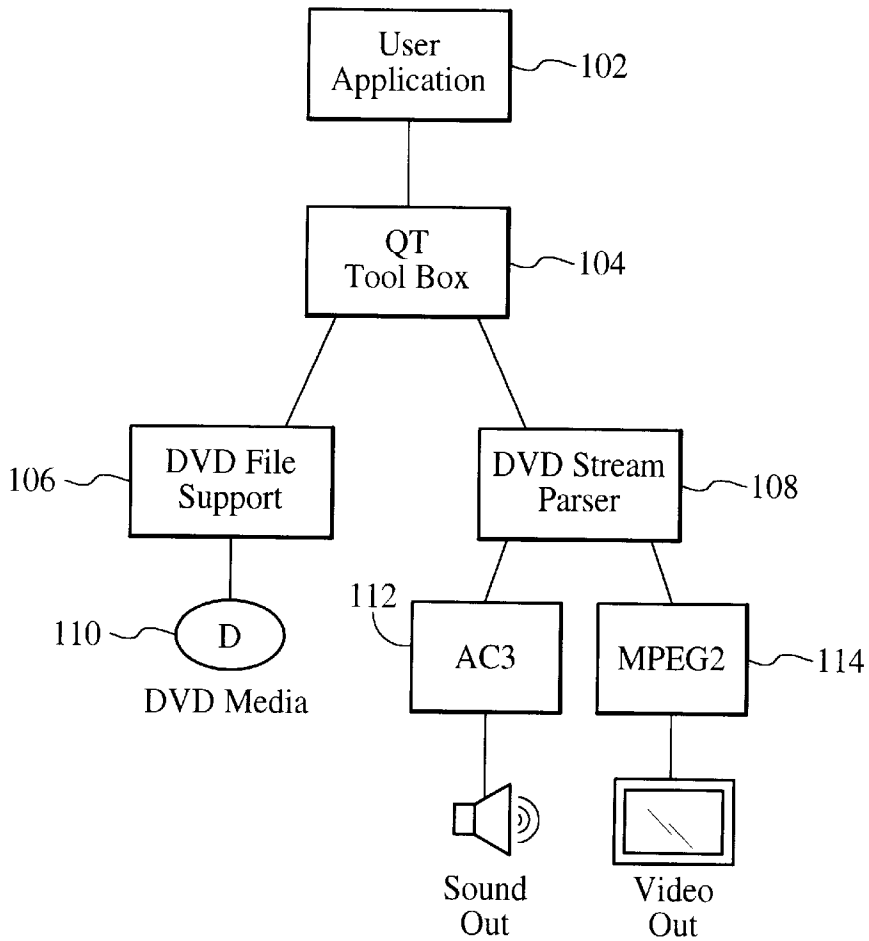 User
Application
102
QT
Tool Box
104
DVD File
Support
106
DVD Stream
Parser
108
110
D
DVD Media
112
AC3
MPEG2
114
Sound
Out
Video
Out